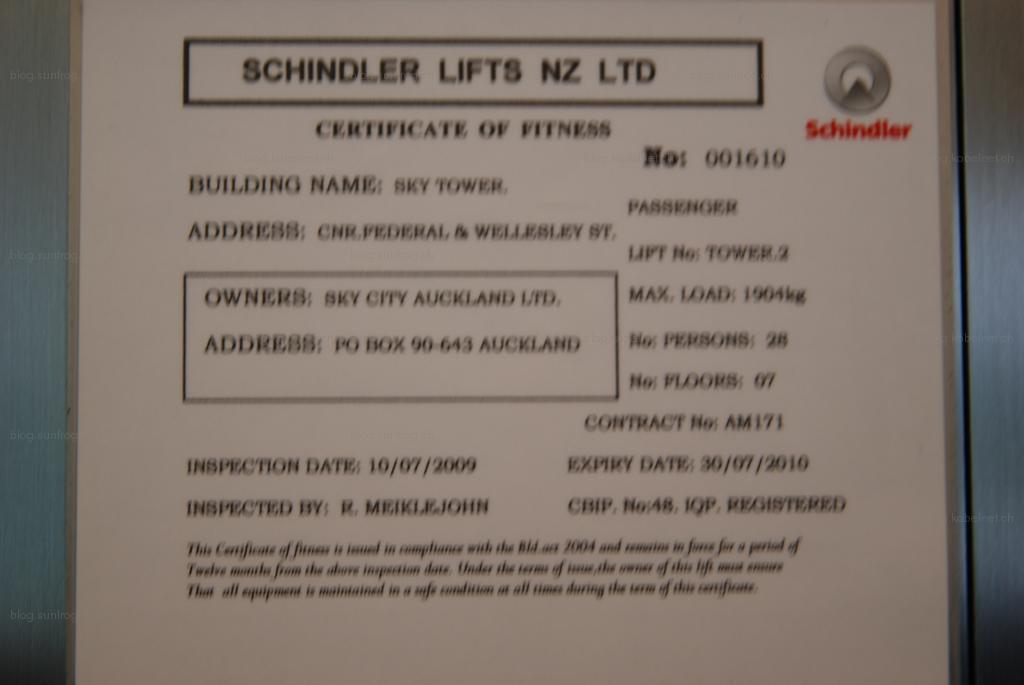 SCHINDLER LIFTS NZ LTD
Schindler
CERTIFICATE OF FITNESS
No: 001610
BUILDING NAME: SKY TOWER.
PASSENGER
ADDRESS: CNR.FEDERAL & WELLESLEY ST.
LIFT No: TOWER.2
OWNERS: SKY CITY AUCKLAND LTD.
MAX. LOAD: 1904kg
ADDRESS: PO BOX 90-643 AUCKLAND
No: PERSONS: 28
No: FLOORS: 07
CONTRACT No: AM171
INSPECTION DATE: 10/07/2009
EXPIRY DATE: 30/07/2010
INSPECTED BY: R. MEIKLEJOHN
CBIP. No:48. IQP. REGISTERED
This Certificate of fitness is issued in compliance with the Bld.act 2004 and remains in force for a period of
Twelve months from the above inspection date. Under the terms of issue,the owner of this lift must ensure
That all equipment is maintained in a safe condition at all times during the term of this certificate.